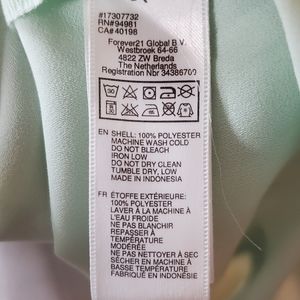 #17307732
RN#94981
CA#40198
Forever21 Global B.V.
Westbroek 64-66
4822 ZW Breda
The Netherlands
Registration Nbr 34386700
EN SHELL: 100% POLYESTER
MACHINE WASH COLD
DO NOT BLEACH
IRON LOW
DO NOT DRY CLEAN
TUMBLE DRY, LOW
MADE IN INDONESIA
FR ÉTOFFE EXTÉRIEURE:
100% POLYESTER
LAVER À LA MACHINE À
L'EAU FROIDE
NE PAS BLANCHIR
REPASSER À
TEMPÉRATURE
MODÉRÉE
NE PAS NETTOYER À SEC
SÉCHER EN MACHINE À
BASSE TEMPÉRATURE
FABRIQUÉ EN INDONÉSIE